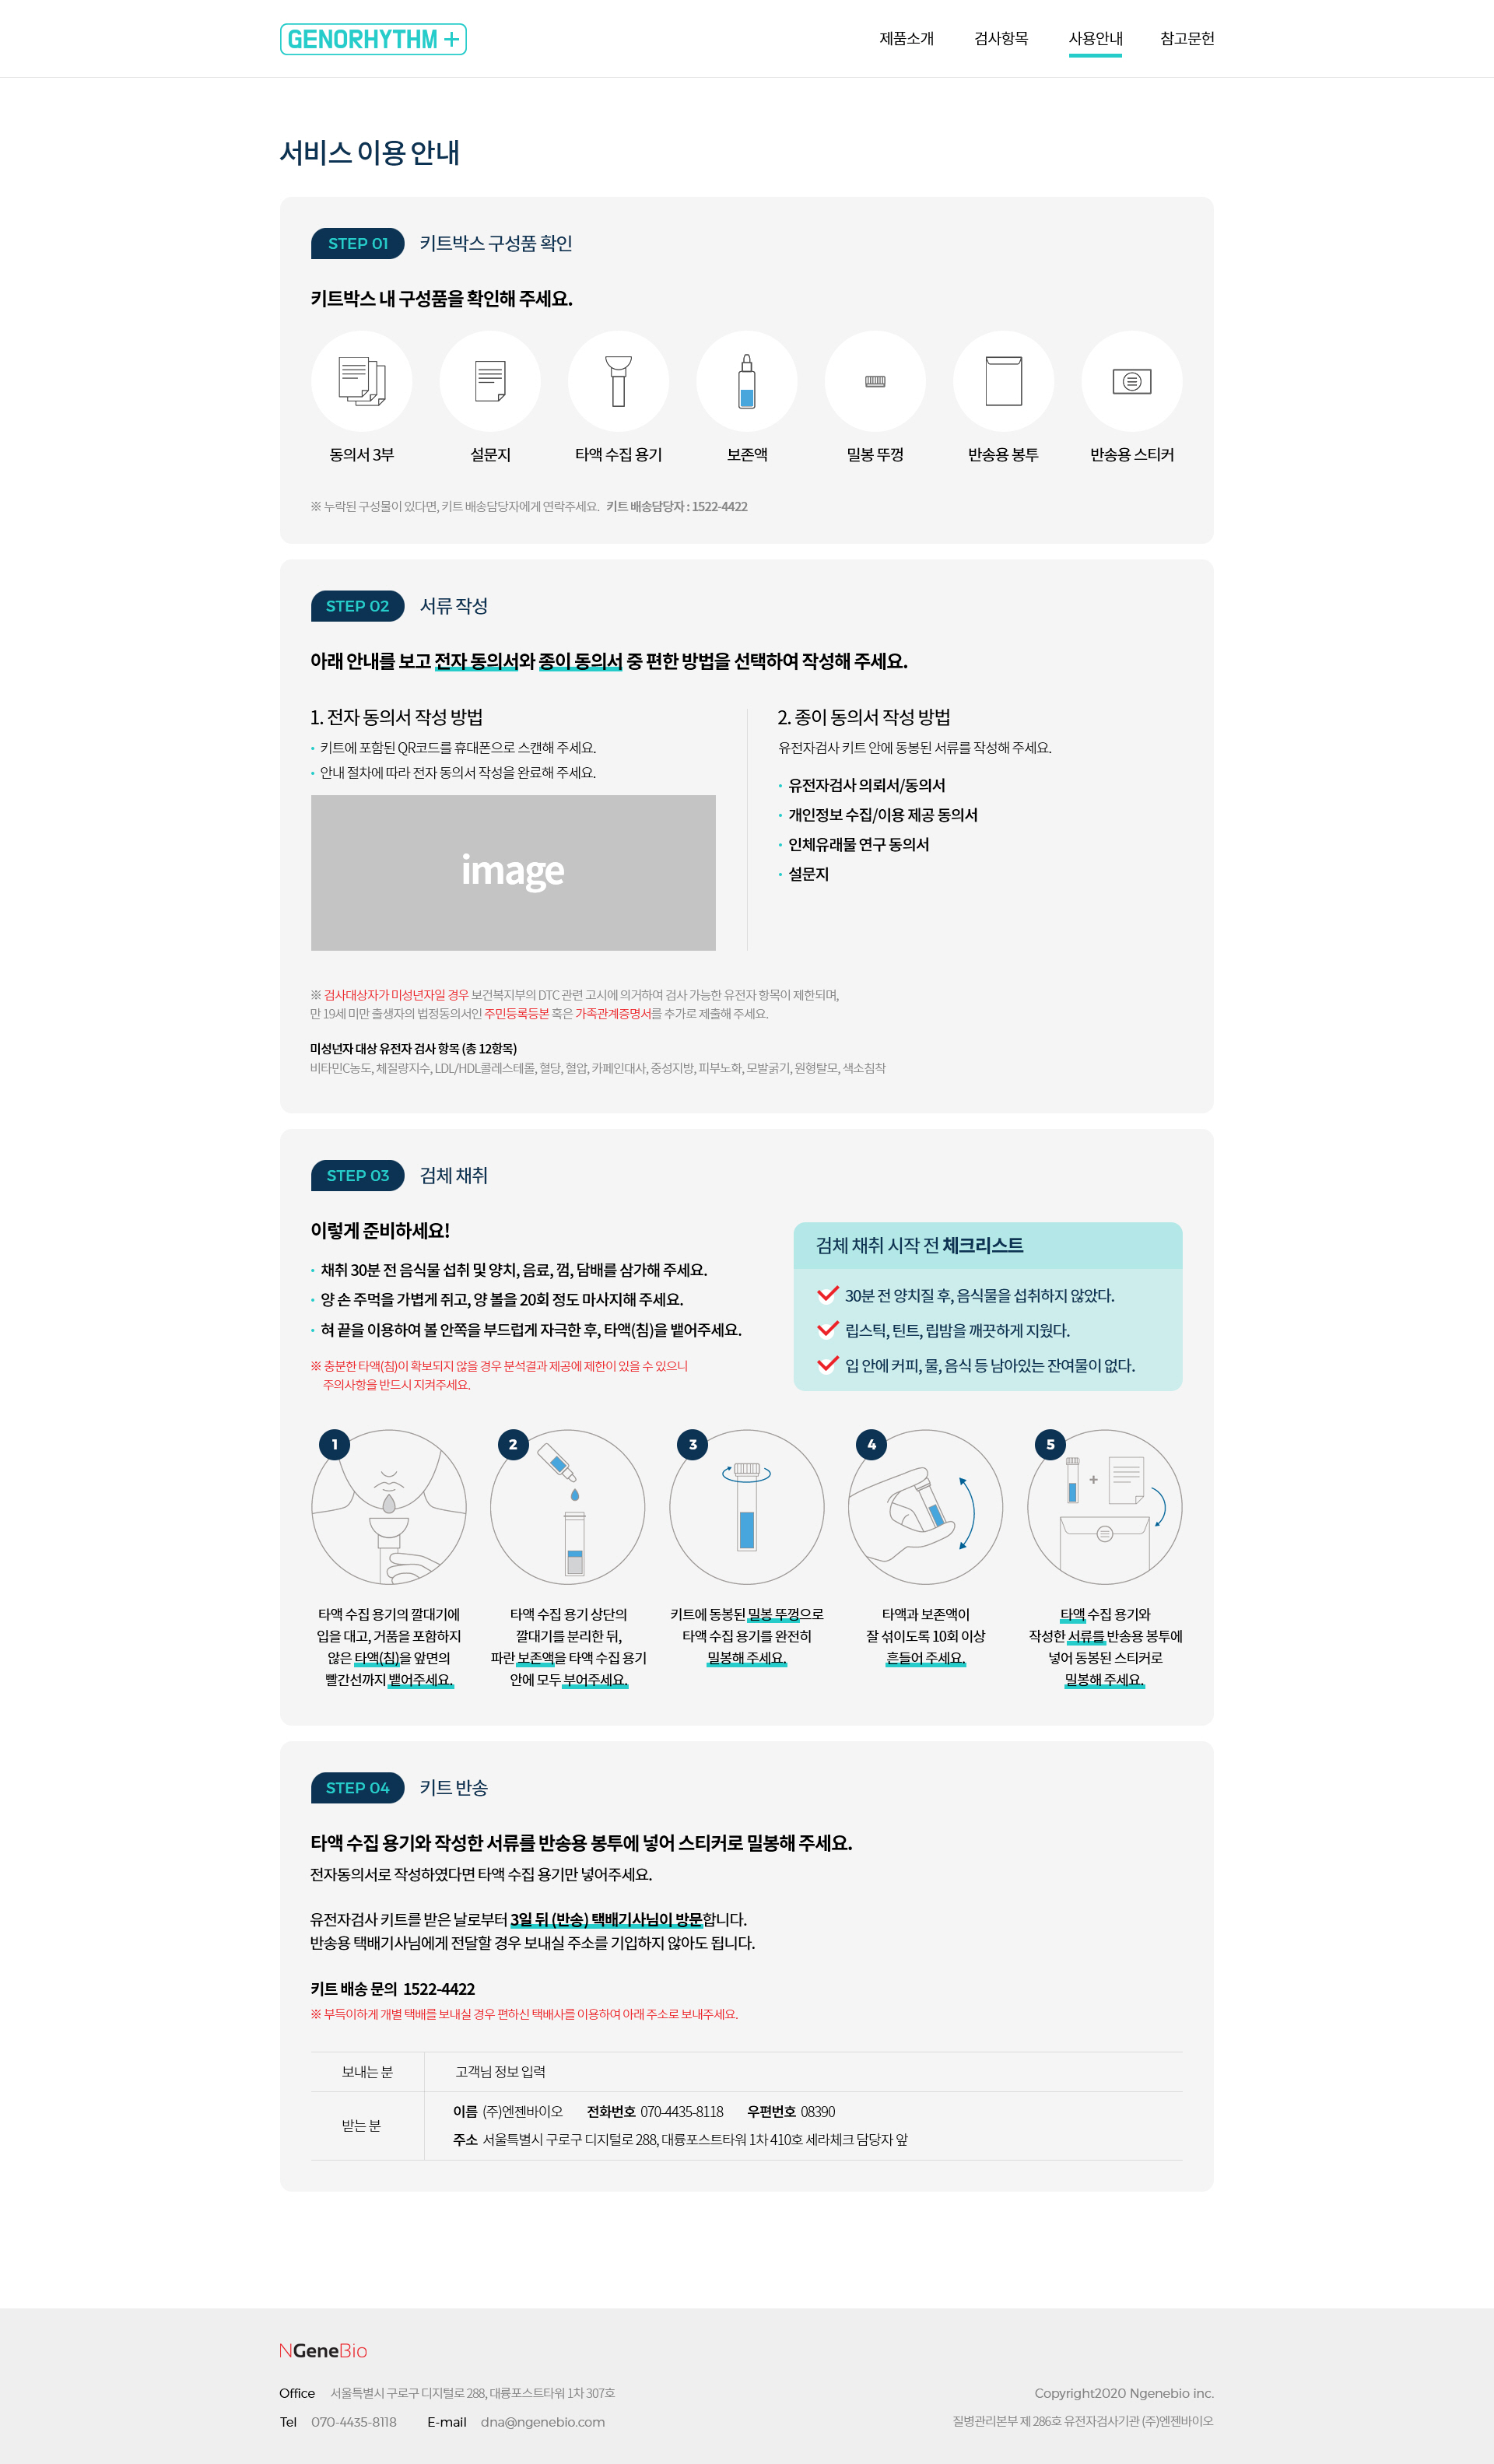 GENORHYTHM +
제품소개 검사항목 사용안내 참고문헌
서비스 이용 안내
STEP 01 키트박스 구성품 확인
키트박스 내 구성품을 확인해 주세요.
동의서 3부 설문지 타액 수집 용기 보존액 밀봉 뚜껑 반송용 봉투 반송용 스티커
※ 누락된 구성물이 있다면, 키트 배송담당자에게 연락주세요. 키트 배송담당자 : 1522-4422
STEP 02 서류 작성
아래 안내를 보고 전자 동의서와 종이 동의서 중 편한 방법을 선택하여 작성해 주세요.
1. 전자 동의서 작성 방법
• 키트에 포함된 QR코드를 휴대폰으로 스캔해 주세요.
• 안내 절차에 따라 전자 동의서 작성을 완료해 주세요.
image
2. 종이 동의서 작성 방법
유전자검사 키트 안에 동봉된 서류를 작성해 주세요.
• 유전자검사 의뢰서/동의서
• 개인정보 수집/이용 제공 동의서
• 인체유래물 연구 동의서
• 설문지
※ 검사대상자가 미성년자일 경우 보건복지부의 DTC 관련 고시에 의거하여 검사 가능한 유전자 항목이 제한되며,
만 19세 미만 출생자의 법정동의서인 주민등록등본 혹은 가족관계증명서를 추가로 제출해 주세요.
미성년자 대상 유전자 검사 항목 (총 12항목)
비타민C농도, 체질량지수, LDL/HDL콜레스테롤, 혈당, 혈압, 카페인대사, 중성지방, 피부노화, 모발굵기, 원형탈모, 색소침착
STEP 03 검체 채취
이렇게 준비하세요!
• 채취 30분 전 음식물 섭취 및 양치, 음료, 껌, 담배를 삼가해 주세요.
• 양 손 주먹을 가볍게 쥐고, 양 볼을 20회 정도 마사지해 주세요.
• 혀 끝을 이용하여 볼 안쪽을 부드럽게 자극한 후, 타액(침)을 뱉어주세요.
※ 충분한 타액(침)이 확보되지 않을 경우 분석결과 제공에 제한이 있을 수 있으니
주의사항을 반드시 지켜주세요.
검체 채취 시작 전 체크리스트
30분 전 양치질 후, 음식물을 섭취하지 않았다.
립스틱, 틴트, 립밤을 깨끗하게 지웠다.
입 안에 커피, 물, 음식 등 남아있는 잔여물이 없다.
1
타액 수집 용기의 깔대기에
입을 대고, 거품을 포함하지
않은 타액(침)을 앞면의
빨간선까지 뱉어주세요.
2
타액 수집 용기 상단의
깔대기를 분리한 뒤,
파란 보존액을 타액 수집 용기
안에 모두 부어주세요.
3
키트에 동봉된 밀봉 뚜껑으로
타액 수집 용기를 완전히
밀봉해 주세요.
4
타액과 보존액이
잘 섞이도록 10회 이상
흔들어 주세요.
5
+
타액 수집 용기와
작성한 서류를 반송용 봉투에
넣어 동봉된 스티커로
밀봉해 주세요.
STEP 04 키트 반송
타액 수집 용기와 작성한 서류를 반송용 봉투에 넣어 스티커로 밀봉해 주세요.
전자동의서로 작성하였다면 타액 수집 용기만 넣어주세요.
유전자검사 키트를 받은 날로부터 3일 뒤 (반송) 택배기사님이 방문합니다.
반송용 택배기사님에게 전달할 경우 보내실 주소를 기입하지 않아도 됩니다.
키트 배송 문의 1522-4422
※ 부득이하게 개별 택배를 보내실 경우 편하신 택배사를 이용하여 아래 주소로 보내주세요.
보내는 분 고객님 정보 입력
받는 분
이름 (주)엔젠바이오 전화번호 070-4435-8118 우편번호 08390
주소 서울특별시 구로구 디지털로 288, 대륭포스트타워 1차 410호 세라체크 담당자 앞
NGeneBio
Office 서울특별시 구로구 디지털로 288, 대륭포스트타워 1차 307호
Tel 070-4435-8118 E-mail dna@ngenebio.com
Copyright2020 Ngenebio inc.
질병관리본부 제 286호 유전자검사기관 (주)엔젠바이오